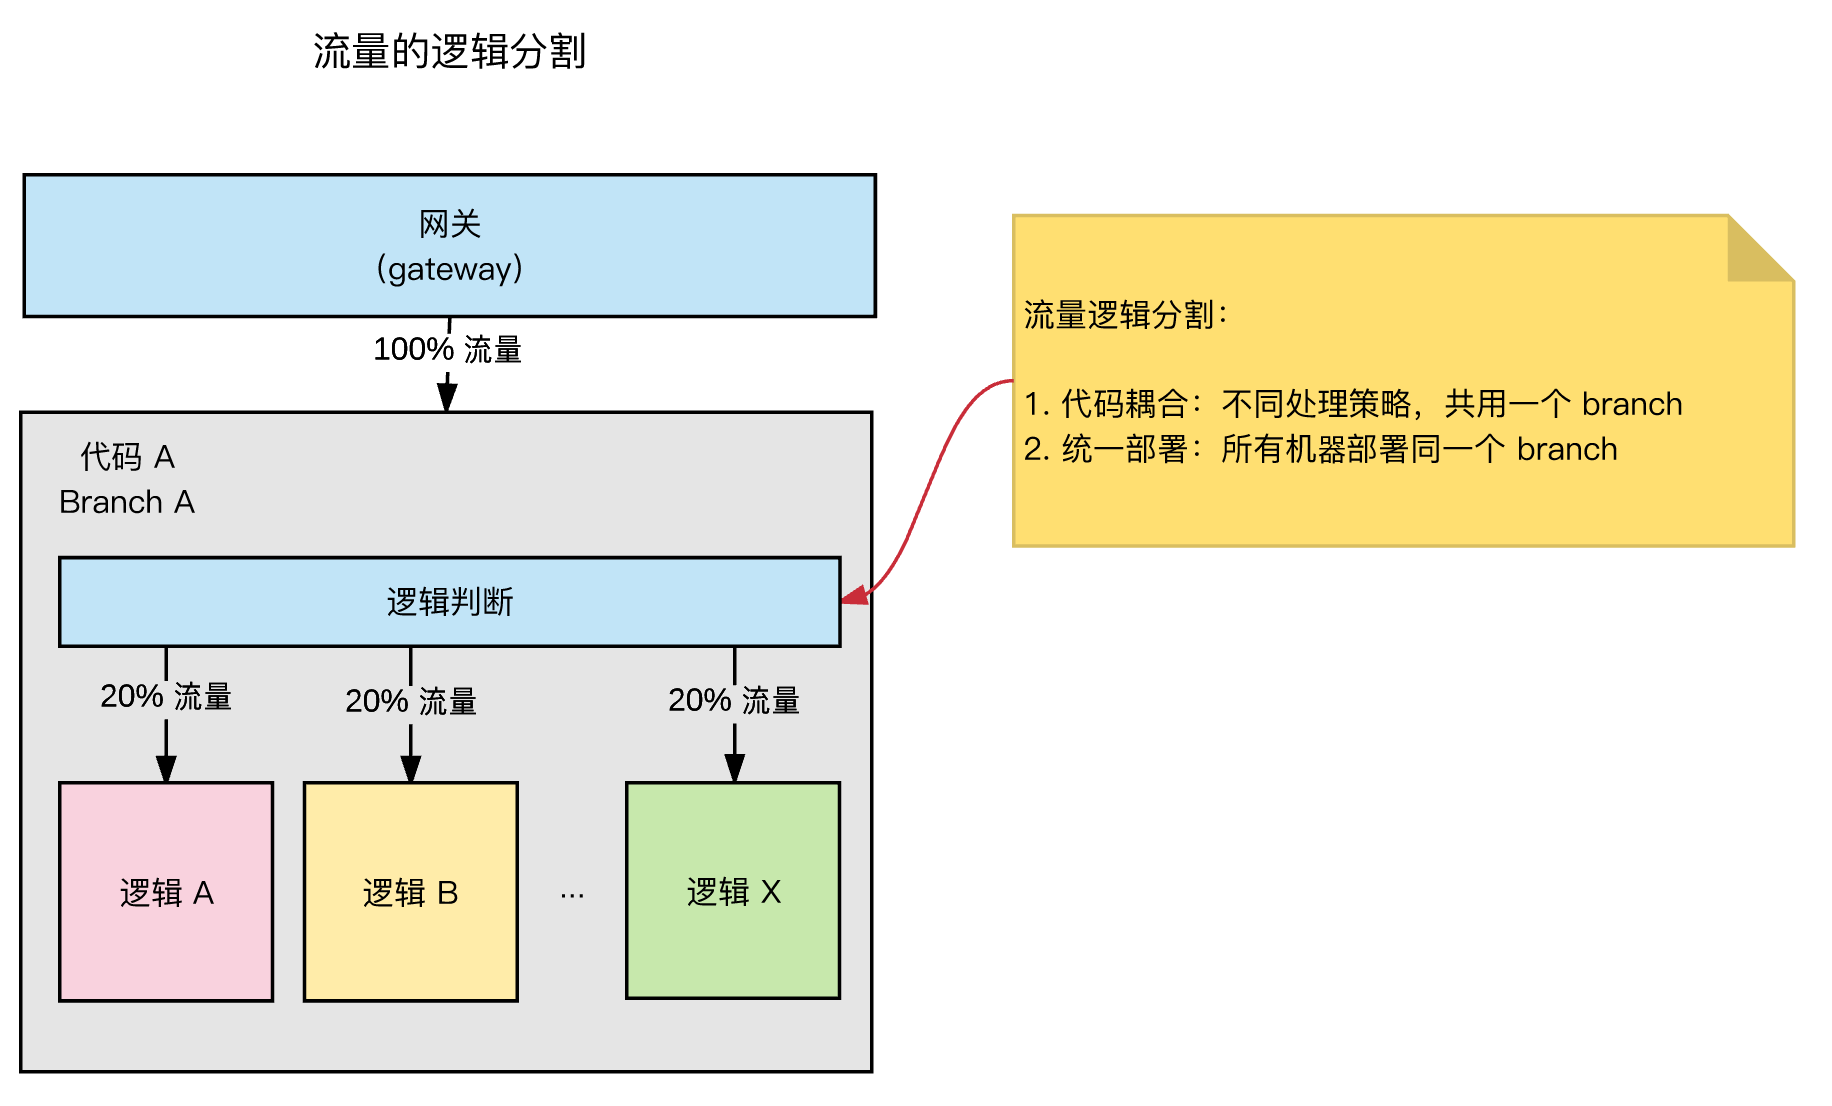 流量的逻辑分割
网关
(gateway)
100% 流量
代码 A
Branch A
逻辑判断
20% 流量
20% 流量
20% 流量
逻辑 A
逻辑 B
...
逻辑 X
流量逻辑分割：
1. 代码耦合：不同处理策略，共用一个 branch
2. 统一部署：所有机器部署同一个 branch